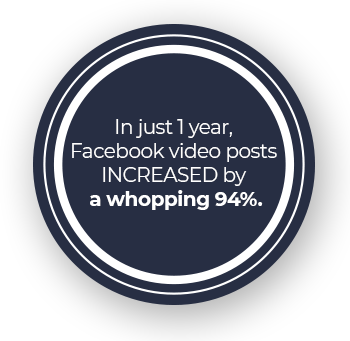 In just 1 year,
Facebook video posts
INCREASED by
a whopping 94%.